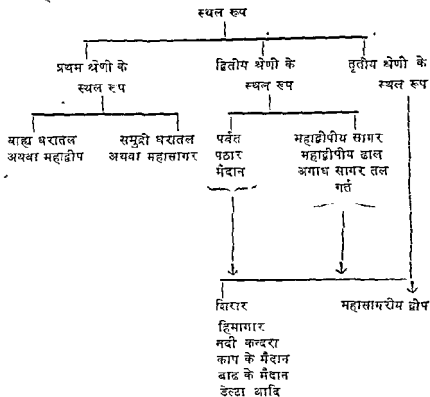 स्थल रूप
प्रथम श्रेणी के
स्थल रूप
द्वितीय श्रेणी के
स्थल रूप
तृतीय श्रेणी के
स्थल रूप
बाह्य धरातल
अथवा महाद्वीप
समुद्री धरातल
अथवा महासागर
पर्वत
पठार
मैदान
महाद्वीपीय सागर
महाद्वीपीय ढाल
अगाध सागर तल
गर्त
शिखर
हिमागार
नदी कन्दरा
कांप के मैदान
बाढ के मैदान
डेल्टा आदि
महासागरीय द्वीप